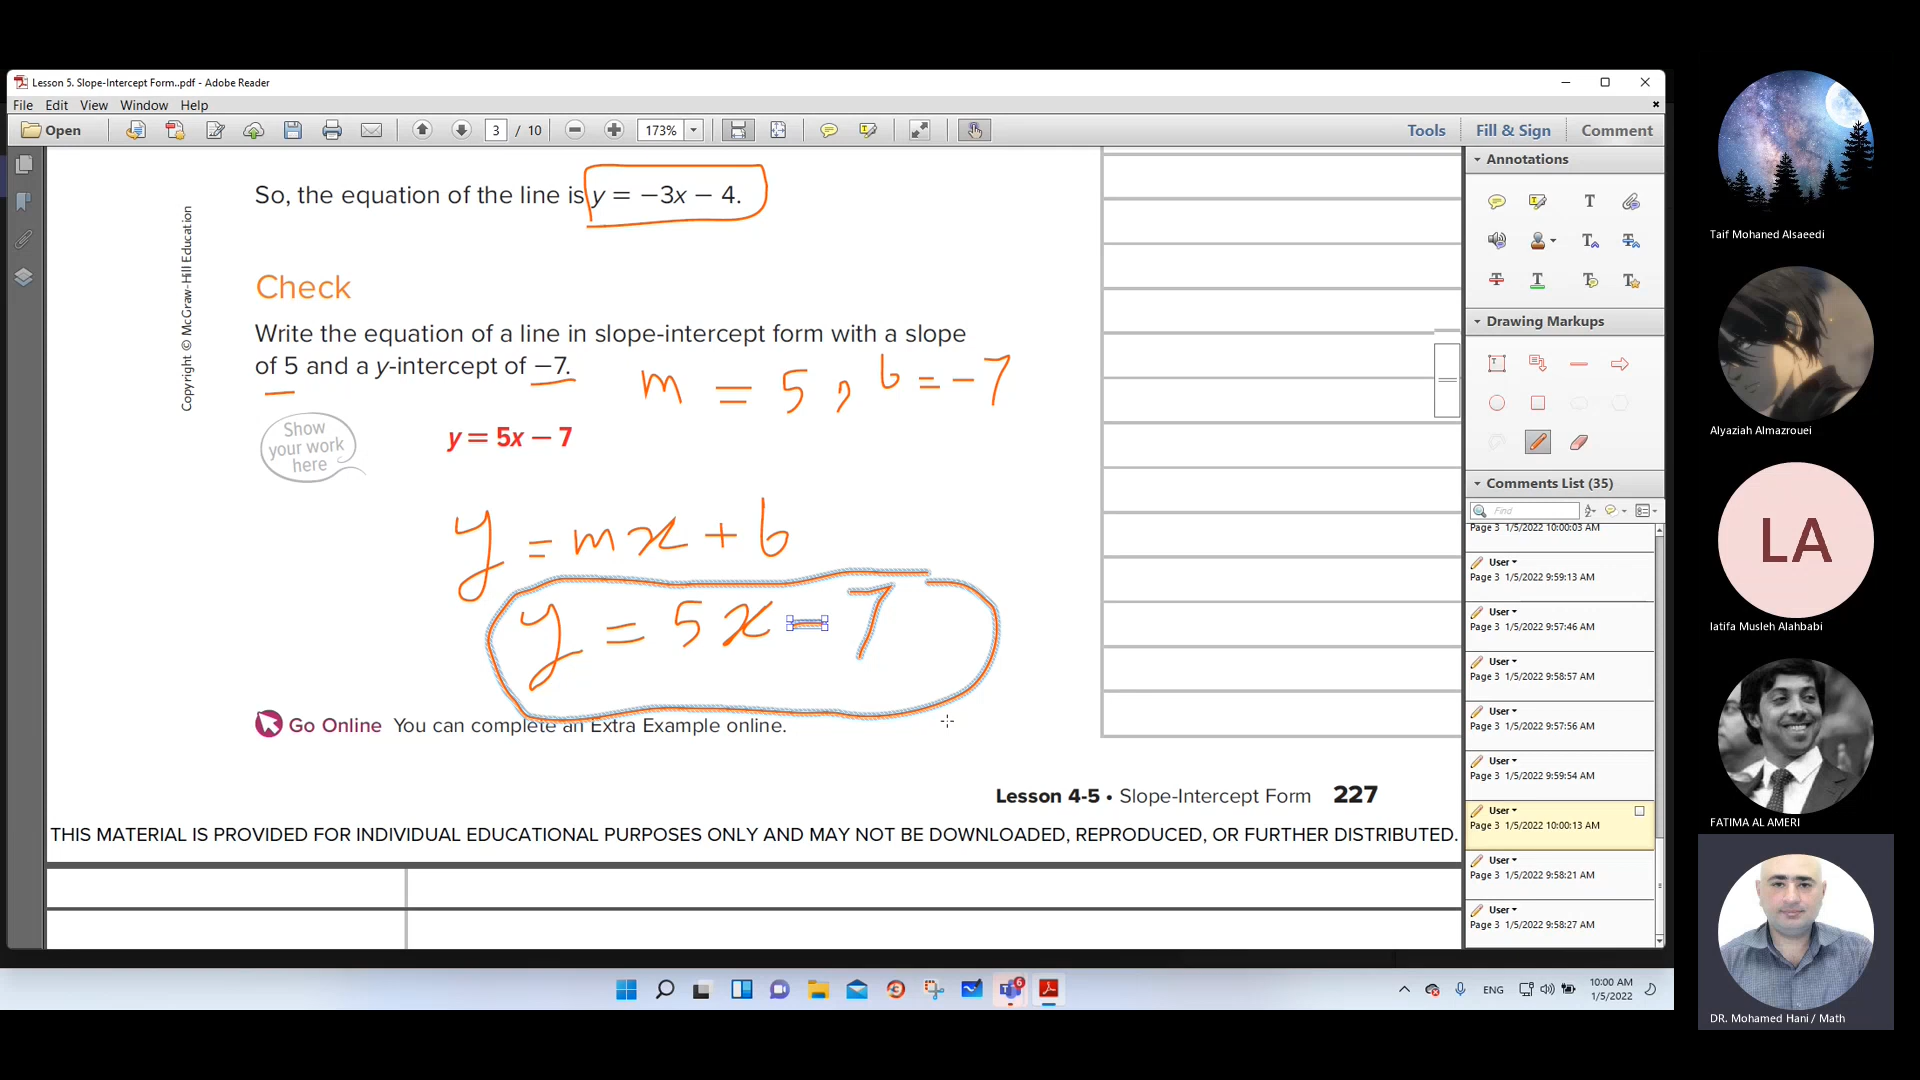 Lesson 5. Slope-Intercept Form..pdf - Adobe Reader
File Edit View Window Help
Open 3 / 10 173% Tools Fill & Sign Comment
So, the equation of the line is y = −3x − 4.
Copyright © McGraw-Hill Education
Check
Write the equation of a line in slope-intercept form with a slope
of 5 and a y-intercept of −7.
m = 5 , b = -7
Show
your work
here
y = 5x − 7
y = mx + b
y = 5x - 7
Go Online You can complete an Extra Example online.
Lesson 4-5 • Slope-Intercept Form 227
THIS MATERIAL IS PROVIDED FOR INDIVIDUAL EDUCATIONAL PURPOSES ONLY AND MAY NOT BE DOWNLOADED, REPRODUCED, OR FURTHER DISTRIBUTED.
Annotations
Drawing Markups
Comments List (35)
Find
Page 3 1/5/2022 10:00:03 AM
User
Page 3 1/5/2022 9:59:13 AM
User
Page 3 1/5/2022 9:57:46 AM
User
Page 3 1/5/2022 9:58:57 AM
User
Page 3 1/5/2022 9:57:56 AM
User
Page 3 1/5/2022 9:59:54 AM
User
Page 3 1/5/2022 10:00:13 AM
User
Page 3 1/5/2022 9:58:21 AM
User
Page 3 1/5/2022 9:58:27 AM
ENG
10:00 AM
1/5/2022
Taif Mohaned Alsaeedi
Alyaziah Almazrouei
LA
latifa Musleh Alahbabi
FATIMA AL AMERI
DR. Mohamed Hani / Math